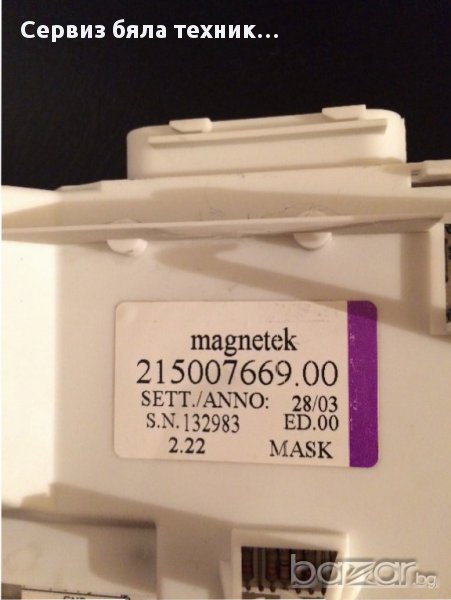 Сервиз бяла техник...
magnetek
215007669.00
SETT./ANNO: 28/03
S.N. 132983 ED.00
2.22 MASK
bazar.bg